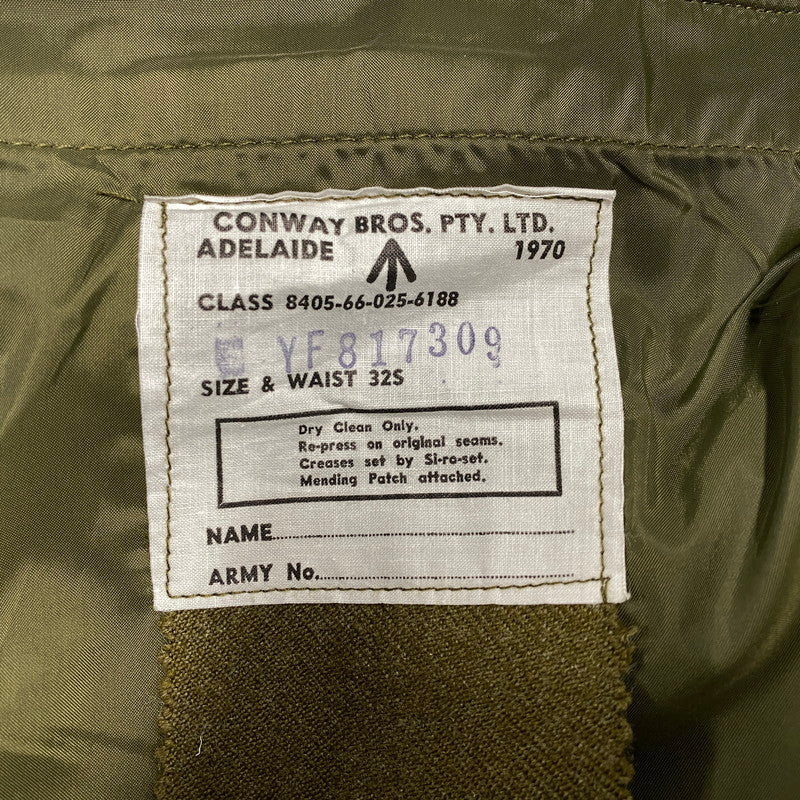 CONWAY BROS. PTY. LTD.
ADELAIDE 1970
CLASS 8405-66-025-6188
YF817309
SIZE & WAIST 32S
Dry Clean Only.
Re-press on original seams.
Creases set by Si-ro-set.
Mending Patch attached.
NAME
ARMY No.